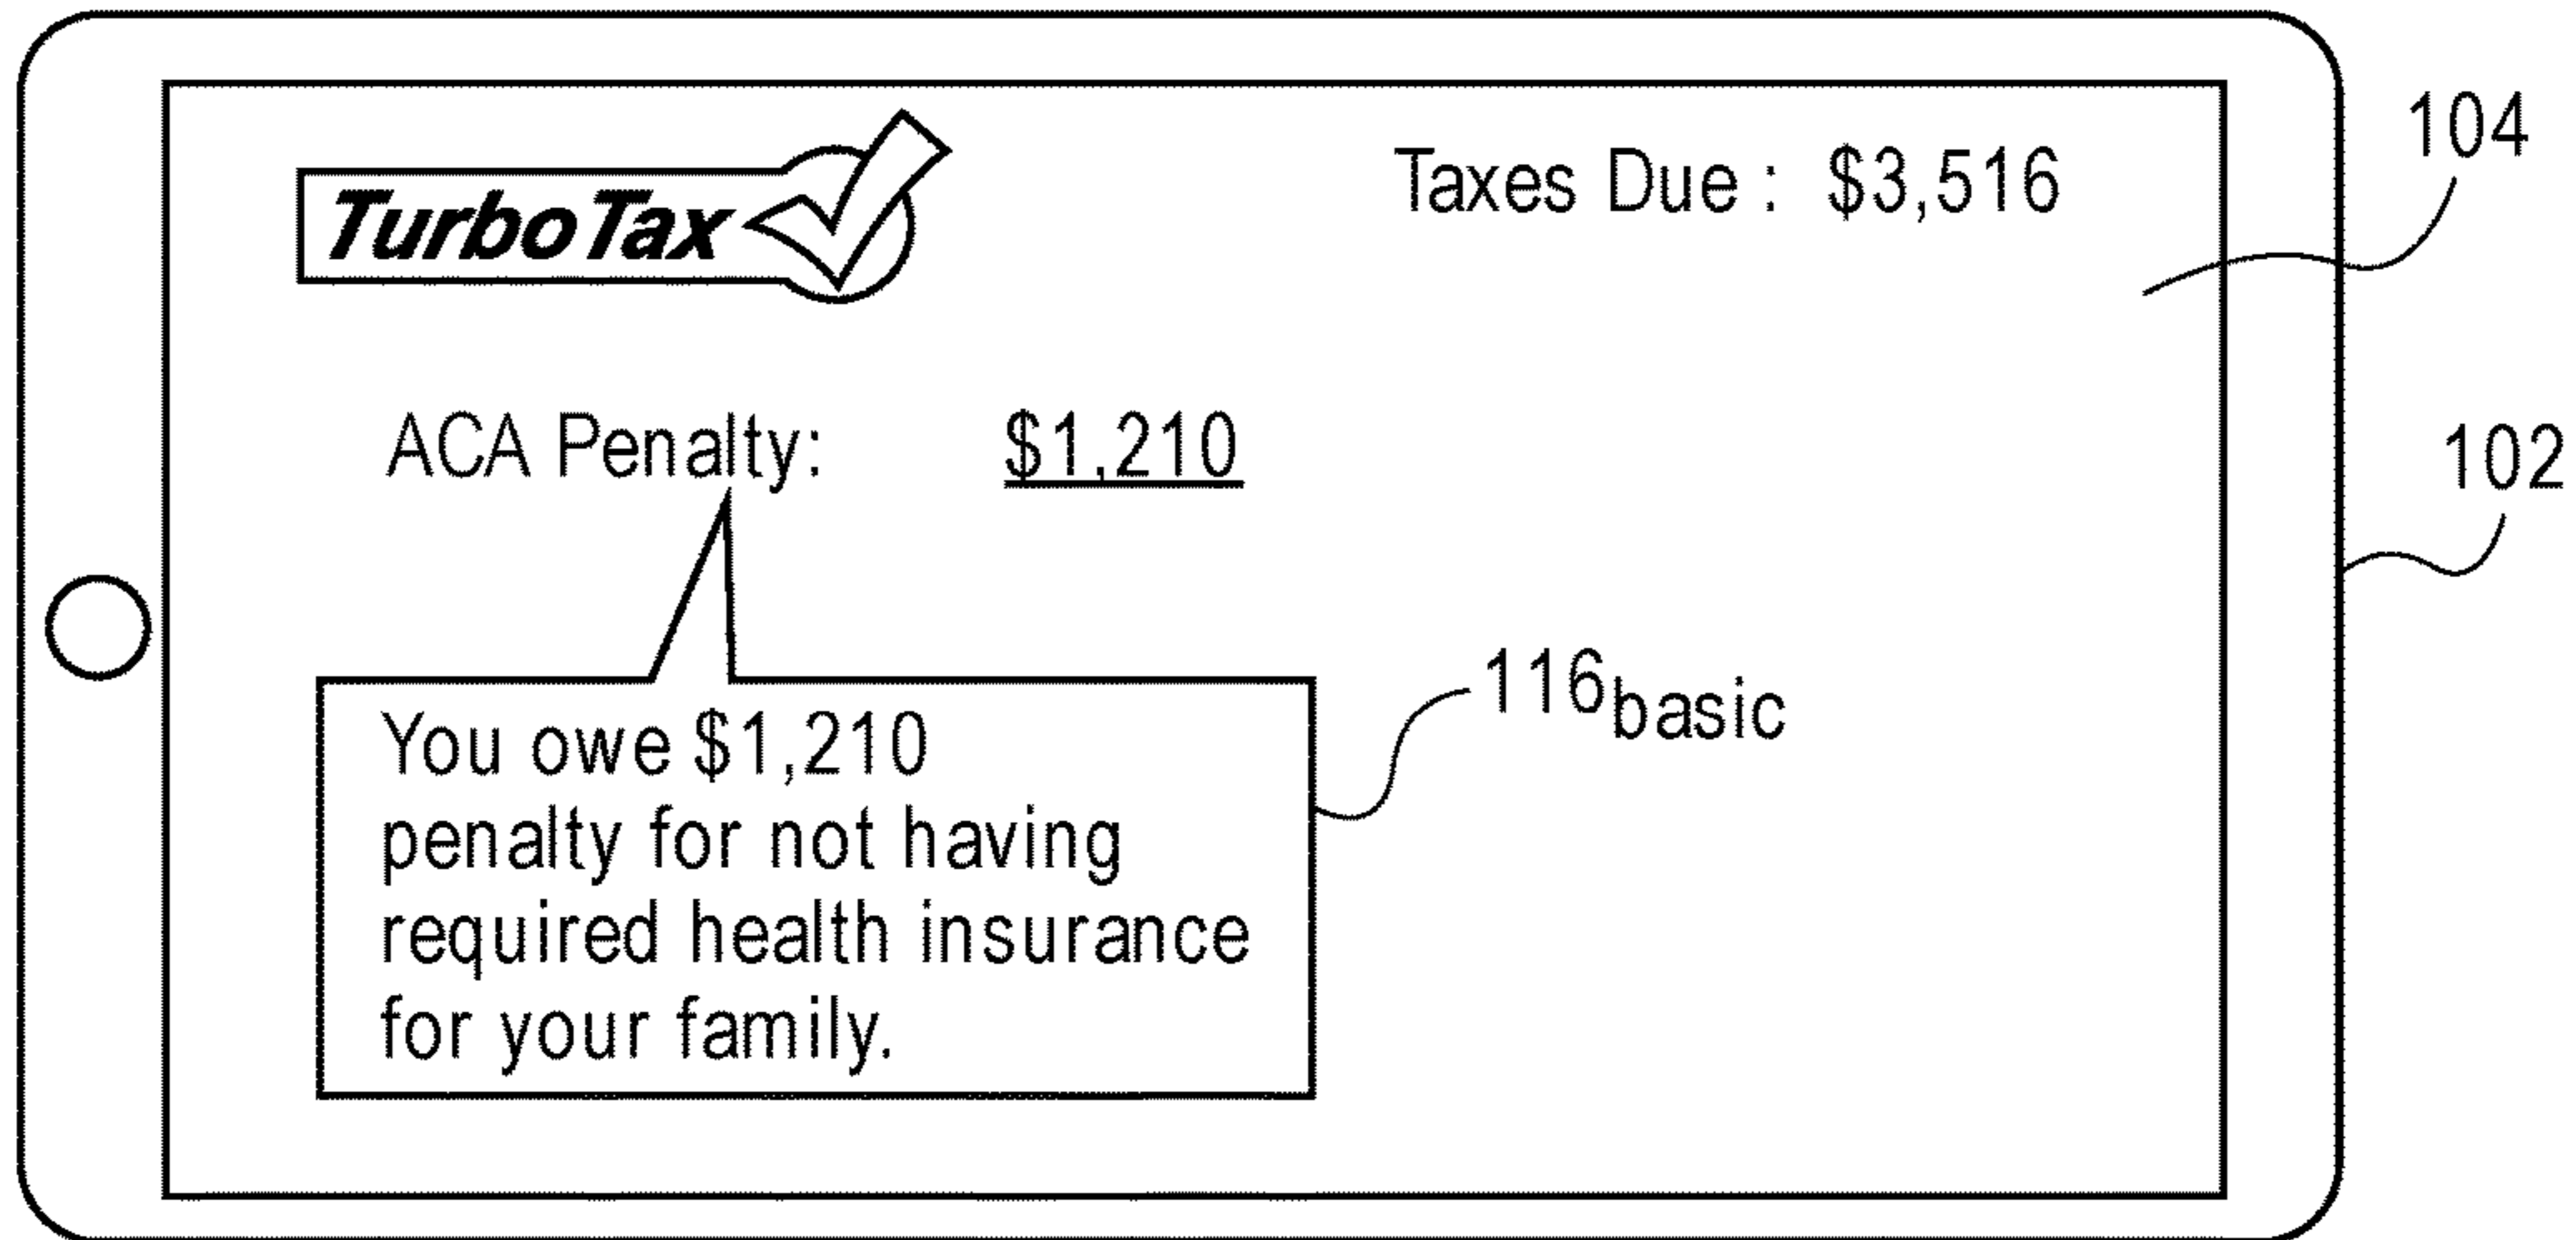 TurboTax
Taxes Due : $3,516
104
ACA Penalty: $1,210
102
116basic
You owe $1,210
penalty for not having
required health insurance
for your family.